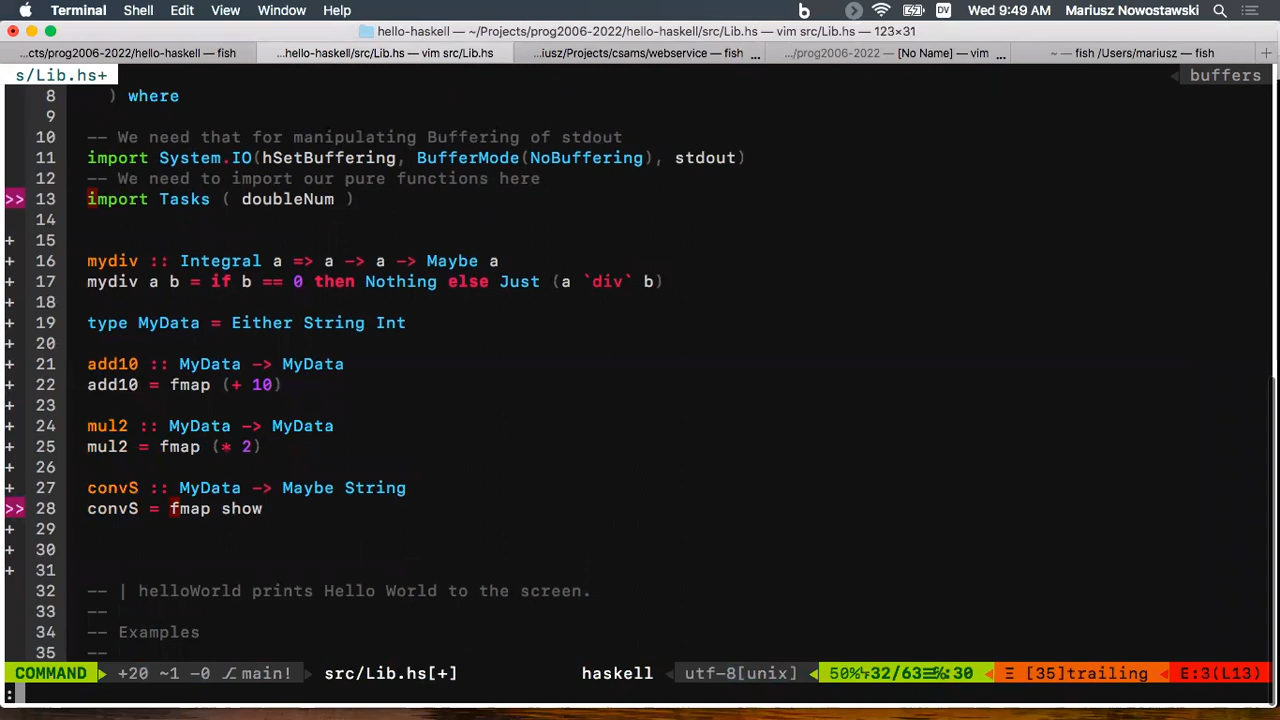 Terminal Shell Edit View Window Help DV Wed 9:49 AM Mariusz Nowostawski
hello-haskell — ~/Projects/prog2006-2022/hello-haskell — vim src/Lib.hs — 123×31
...cts/prog2006-2022/hello-haskell — fish ...hello-haskell/src/Lib.hs — vim src/Lib.hs ...iusz/Projects/csams/webservice — fish ... .../prog2006-2022 — [No Name] — vim ... ~ — fish /Users/mariusz — fish +
s/Lib.hs+ buffers
8 ) where
9
10 -- We need that for manipulating Buffering of stdout
11 import System.IO(hSetBuffering, BufferMode(NoBuffering), stdout)
12 -- We need to import our pure functions here
>> 13 import Tasks ( doubleNum )
14
+ 15
+ 16 mydiv :: Integral a => a -> a -> Maybe a
+ 17 mydiv a b = if b == 0 then Nothing else Just (a `div` b)
+ 18
+ 19 type MyData = Either String Int
+ 20
+ 21 add10 :: MyData -> MyData
+ 22 add10 = fmap (+ 10)
+ 23
+ 24 mul2 :: MyData -> MyData
+ 25 mul2 = fmap (* 2)
+ 26
+ 27 convS :: MyData -> Maybe String
>> 28 convS = fmap show
+ 29
+ 30
+ 31
32 -- | helloWorld prints Hello World to the screen.
33 --
34 -- Examples
35 --
COMMAND +20 ~1 -0 ⎇ main! src/Lib.hs[+] haskell utf-8[unix] 50% 32/63 :30 Ξ [35]trailing E:3(L13)
: